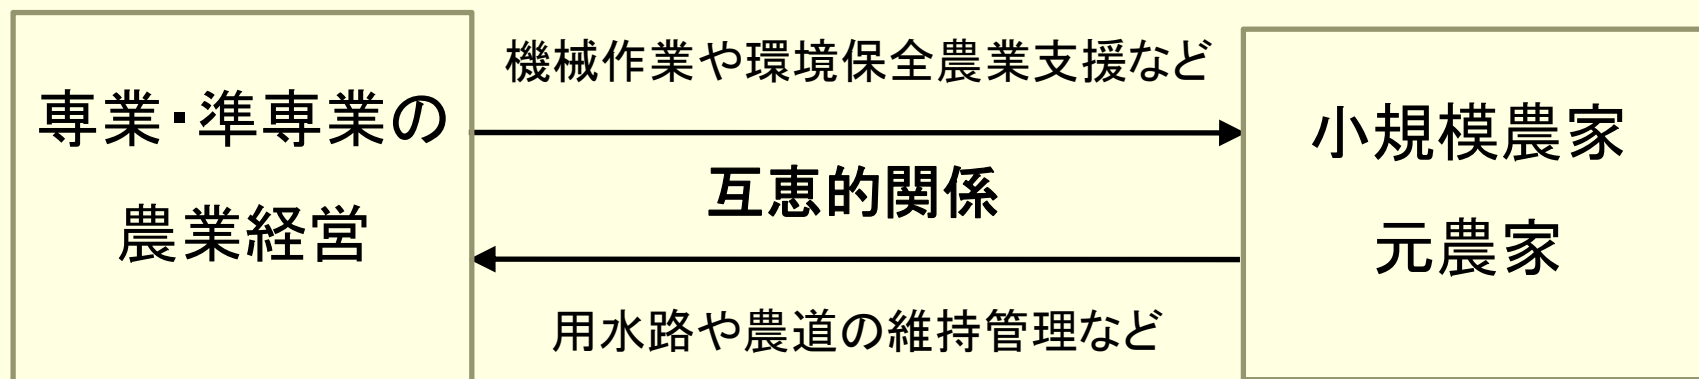 専業・準専業の
農業経営
機械作業や環境保全農業支援など
互恵的関係
用水路や農道の維持管理など
小規模農家
元農家